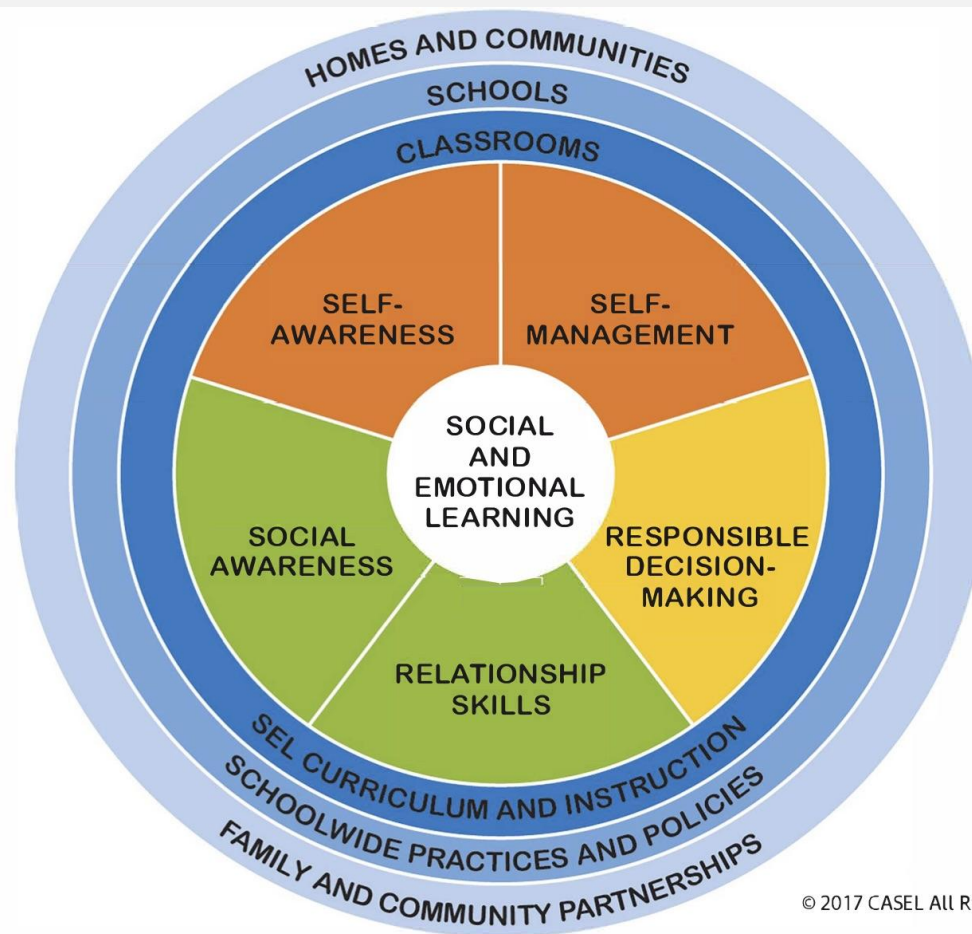 HOMES AND COMMUNITIES
SCHOOLS
CLASSROOMS
SELF-
AWARENESS
SELF-
MANAGEMENT
SOCIAL
AND
EMOTIONAL
LEARNING
SOCIAL
AWARENESS
RESPONSIBLE
DECISION-
MAKING
RELATIONSHIP
SKILLS
SEL CURRICULUM AND INSTRUCTION
SCHOOLWIDE PRACTICES AND POLICIES
FAMILY AND COMMUNITY PARTNERSHIPS
© 2017 CASEL All R